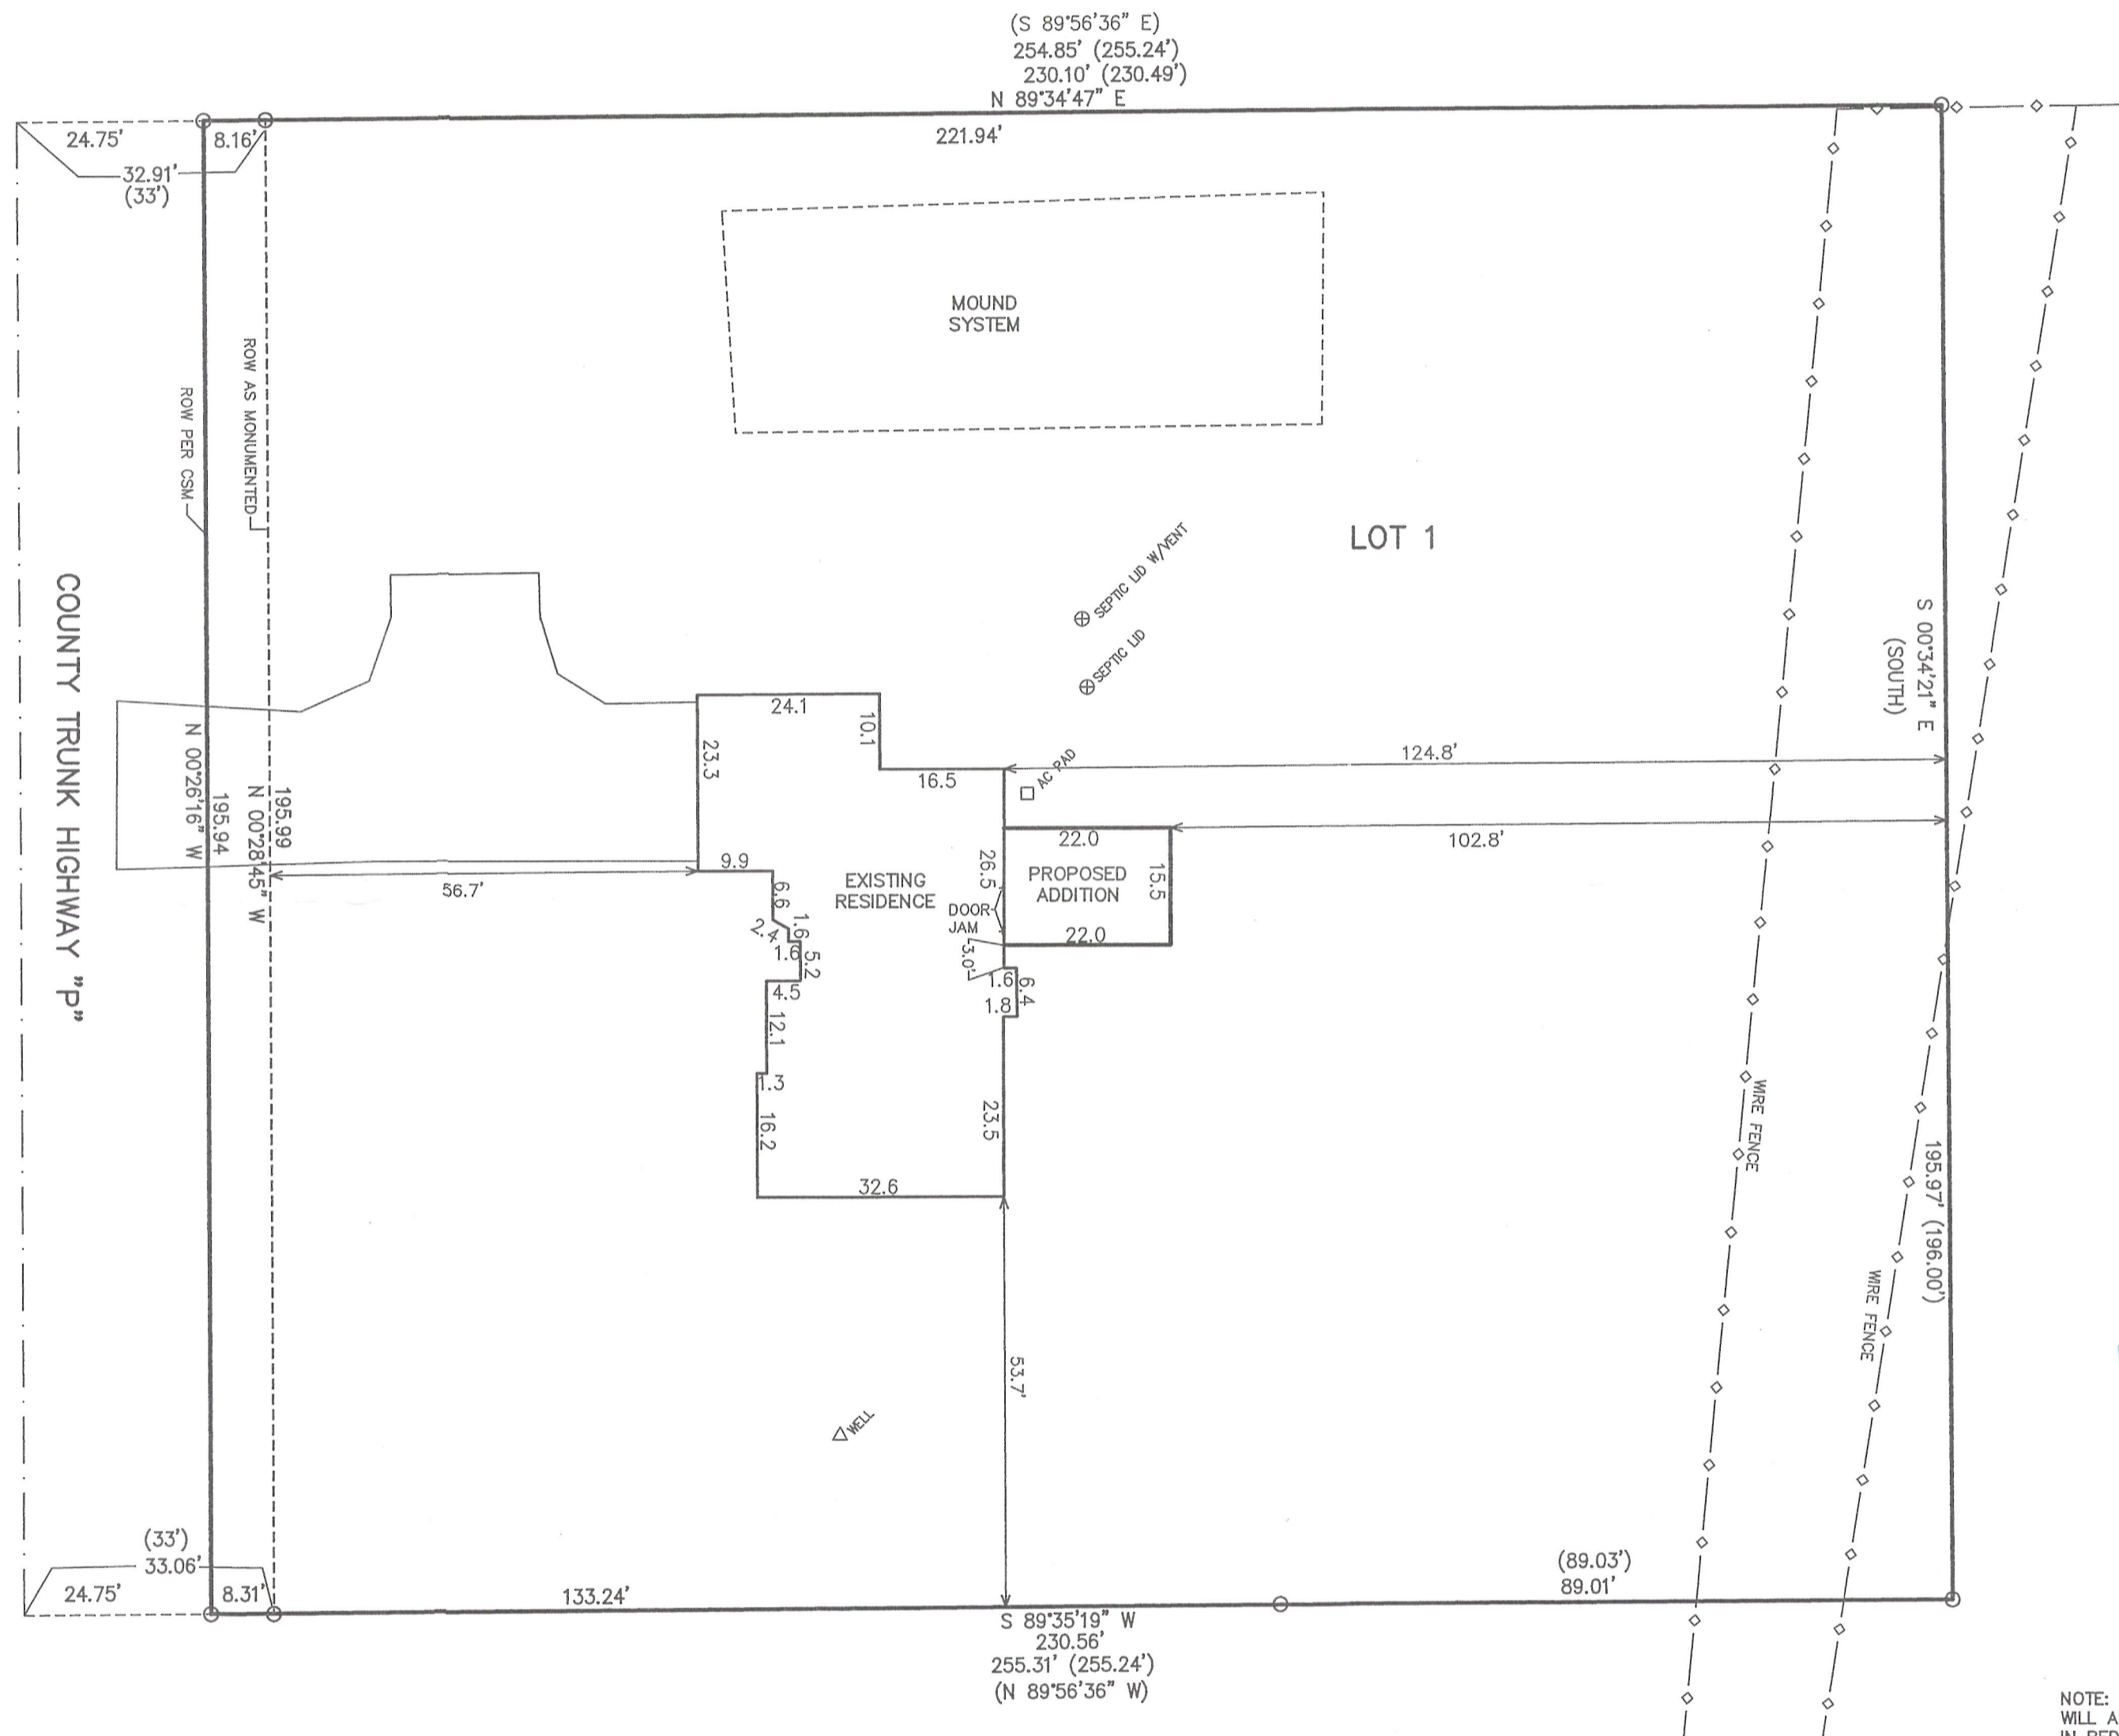 (S 89°56'36" E)
254.85' (255.24')
230.10' (230.49')
N 89°34'47" E
24.75'
8.16'
221.94'
32.91'
(33')
MOUND
SYSTEM
ROW AS MONUMENTED
ROW PER CSM
LOT 1
SEPTIC LID W/VENT
SEPTIC LID
S 00°34'21" E
(SOUTH)
COUNTY TRUNK HIGHWAY "P"
24.1
10.1
23.3
16.5
AC PAD
124.8'
N 00°26'16" W
195.94
N 00°28'45" W
195.99
22.0
102.8'
9.9
56.7'
EXISTING
RESIDENCE
26.5
PROPOSED
ADDITION
15.5
DOOR
JAM
22.0
6.6
2.4
1.6
1.6
5.2
3.0'
1.6
6.4
1.8
4.5
12.1
1.3
16.2
23.5
32.6
WIRE FENCE
195.97' (196.00')
WIRE FENCE
53.7'
WELL
(33')
33.06'
24.75'
8.31'
133.24'
(89.03')
89.01'
S 89°35'19" W
230.56'
255.31' (255.24')
(N 89°56'36" W)
NOTE:
WILL A